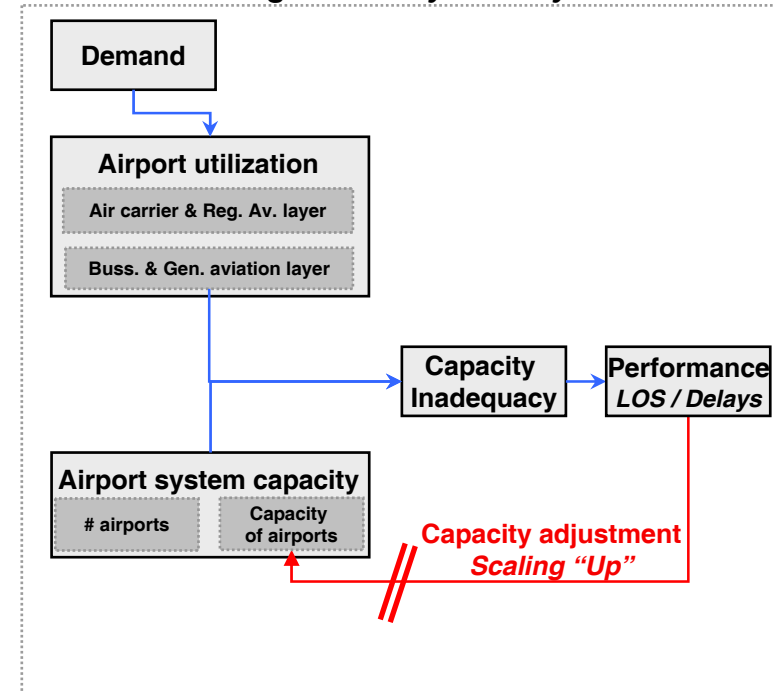 Demand
Airport utilization
Air carrier & Reg. Av. layer
Buss. & Gen. aviation layer
Capacity
Inadequacy
Performance
LOS / Delays
Airport system capacity
# airports
Capacity
of airports
Capacity adjustment
Scaling “Up”